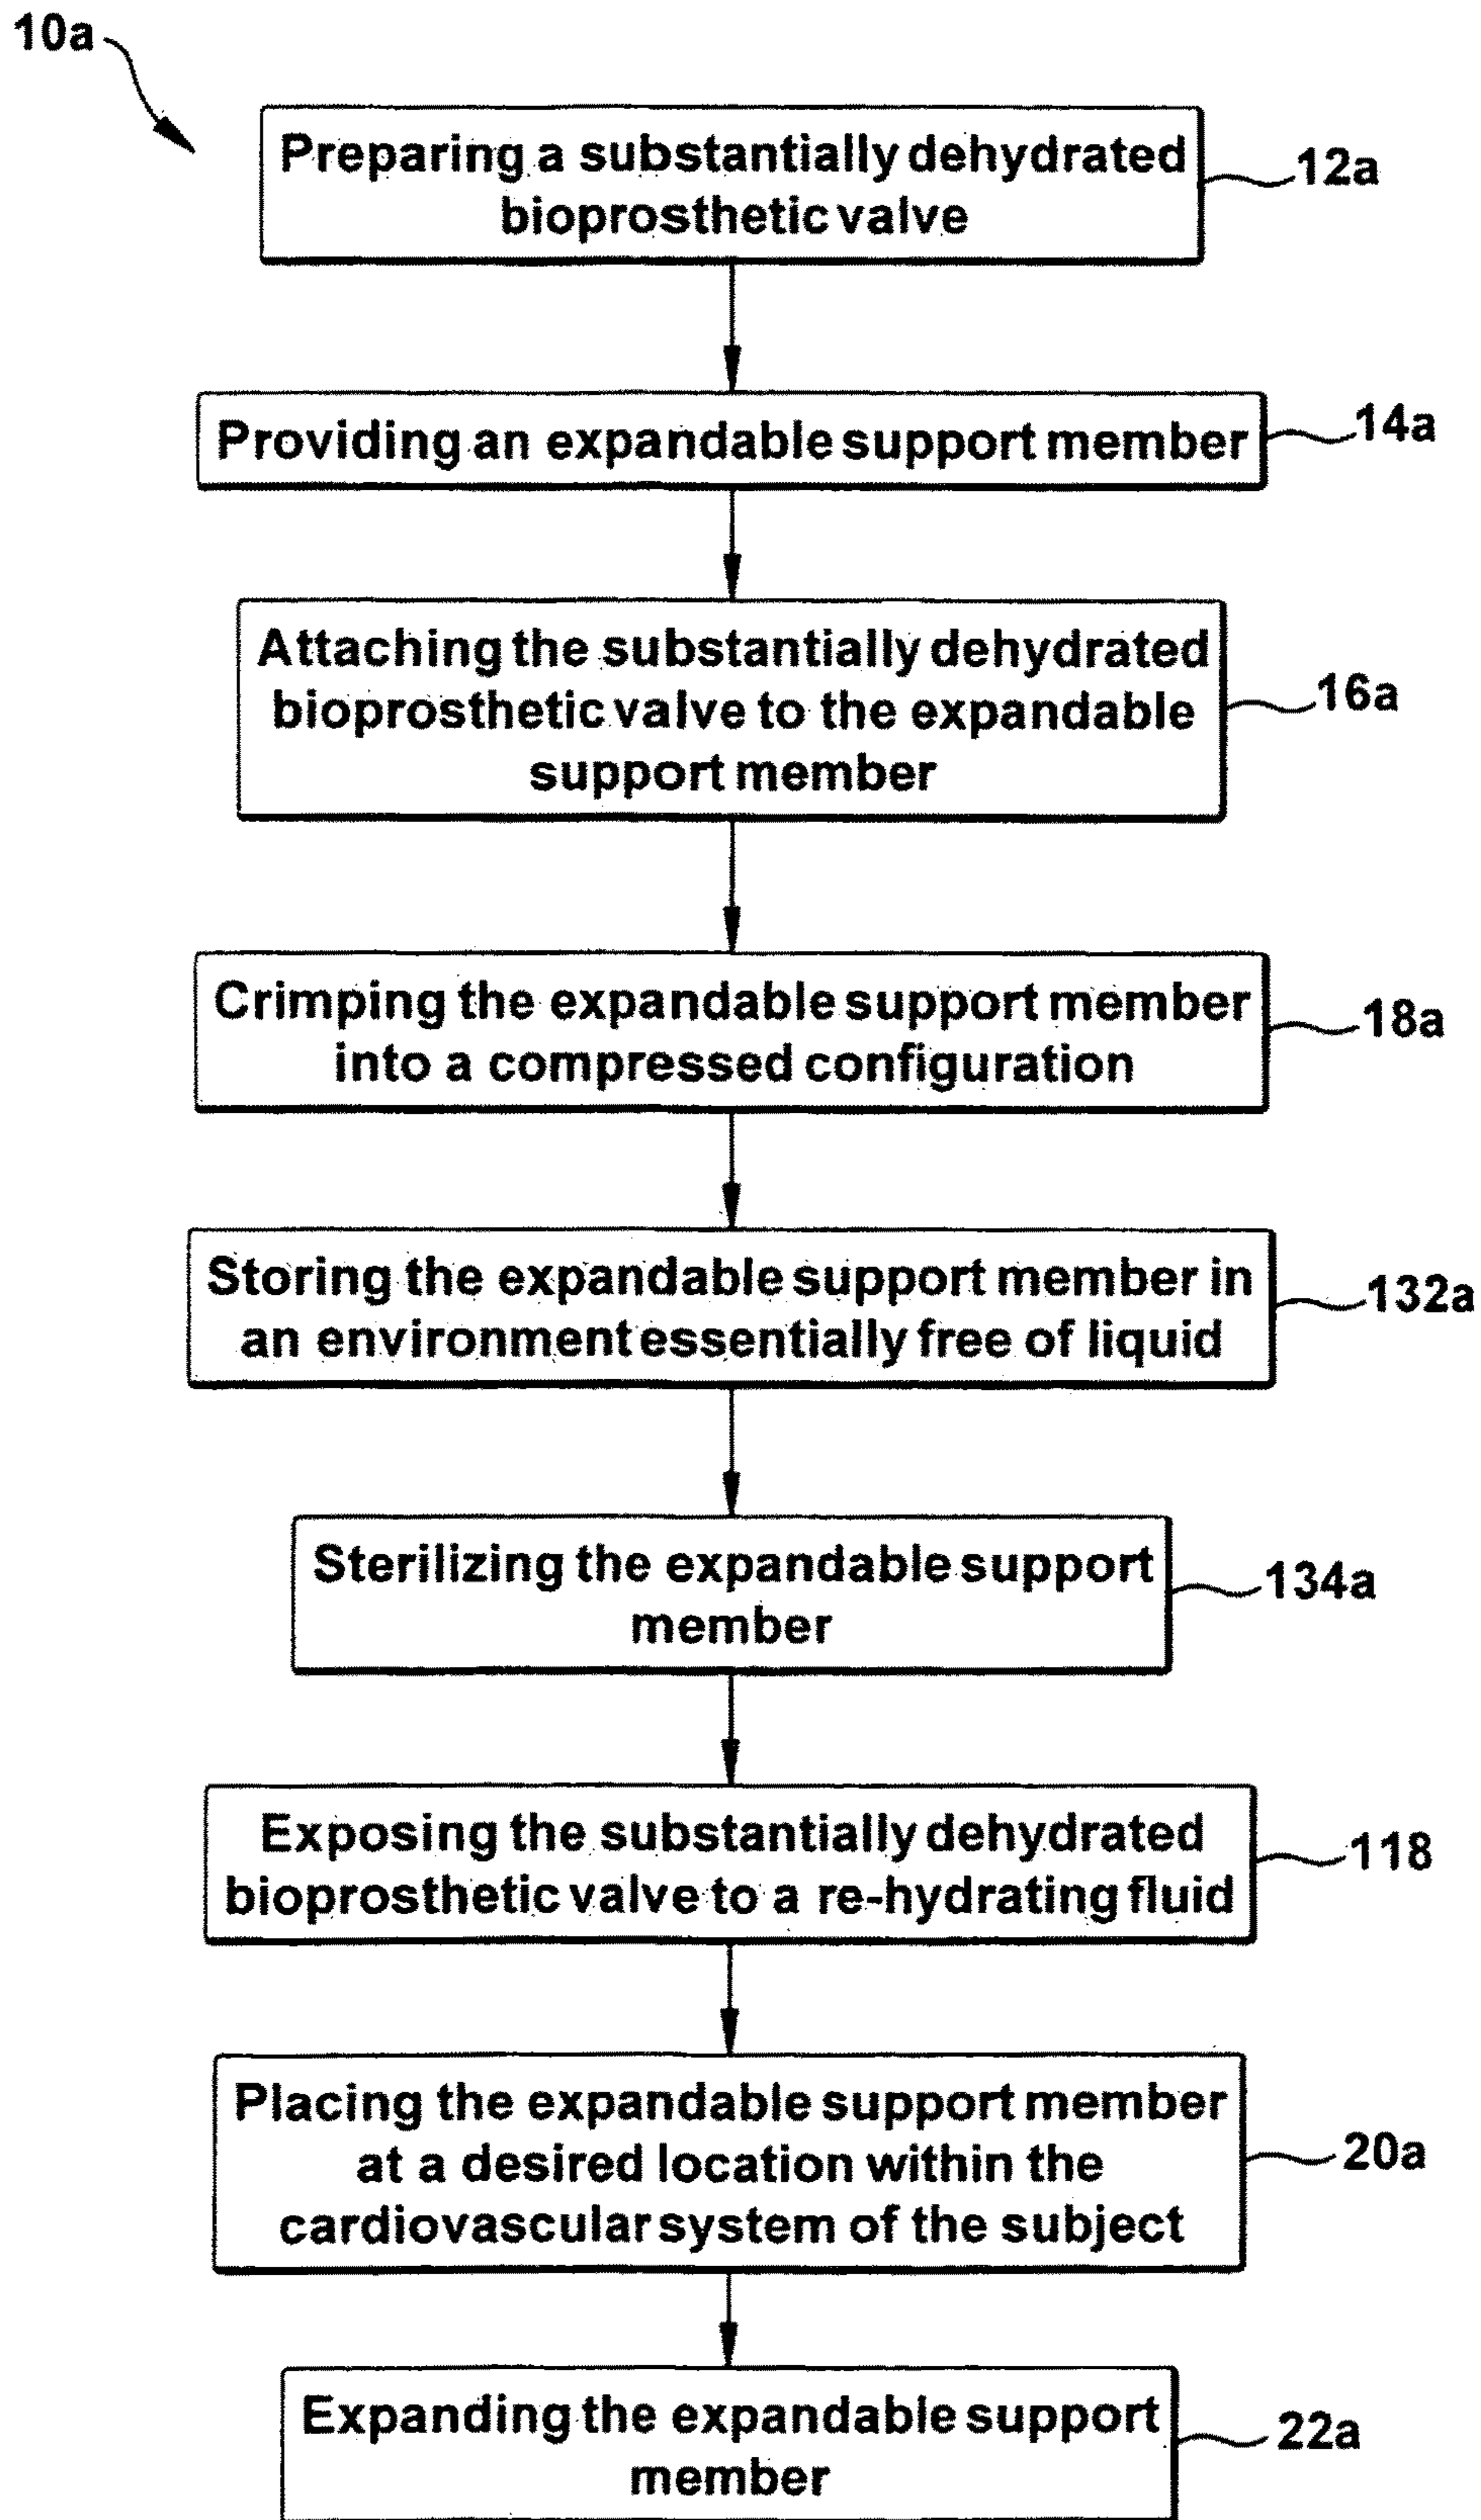 10a
Preparing a substantially dehydrated
bioprosthetic valve
12a
Providing an expandable support member
14a
Attaching the substantially dehydrated
bioprosthetic valve to the expandable
support member
16a
Crimping the expandable support member
into a compressed configuration
18a
Storing the expandable support member in
an environment essentially free of liquid
132a
Sterilizing the expandable support
member
134a
Exposing the substantially dehydrated
bioprosthetic valve to a re-hydrating fluid
118
Placing the expandable support member
at a desired location within the
cardiovascular system of the subject
20a
Expanding the expandable support
member
22a